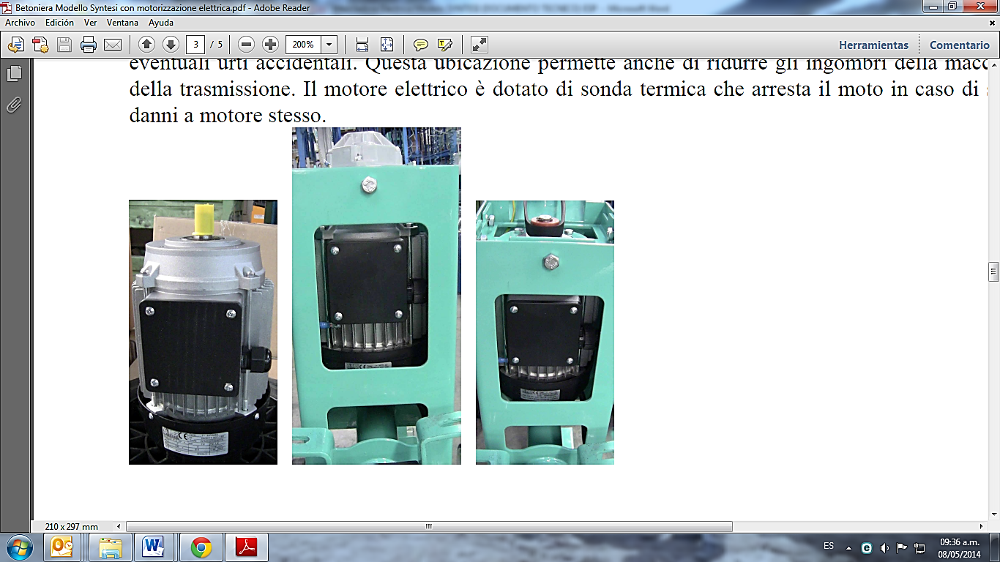 Betoniera Modello Syntesi con motorizzazione elettrica.pdf - Adobe Reader
Archivo Edición Ver Ventana Ayuda
3 / 5 200% Herramientas Comentario
eventuali urti accidentali. Questa ubicazione permette anche di ridurre gli ingombri della macc
della trasmissione. Il motore elettrico è dotato di sonda termica che arresta il moto in caso di s
danni a motore stesso.
210 x 297 mm
ES
09:36 a.m.
08/05/2014